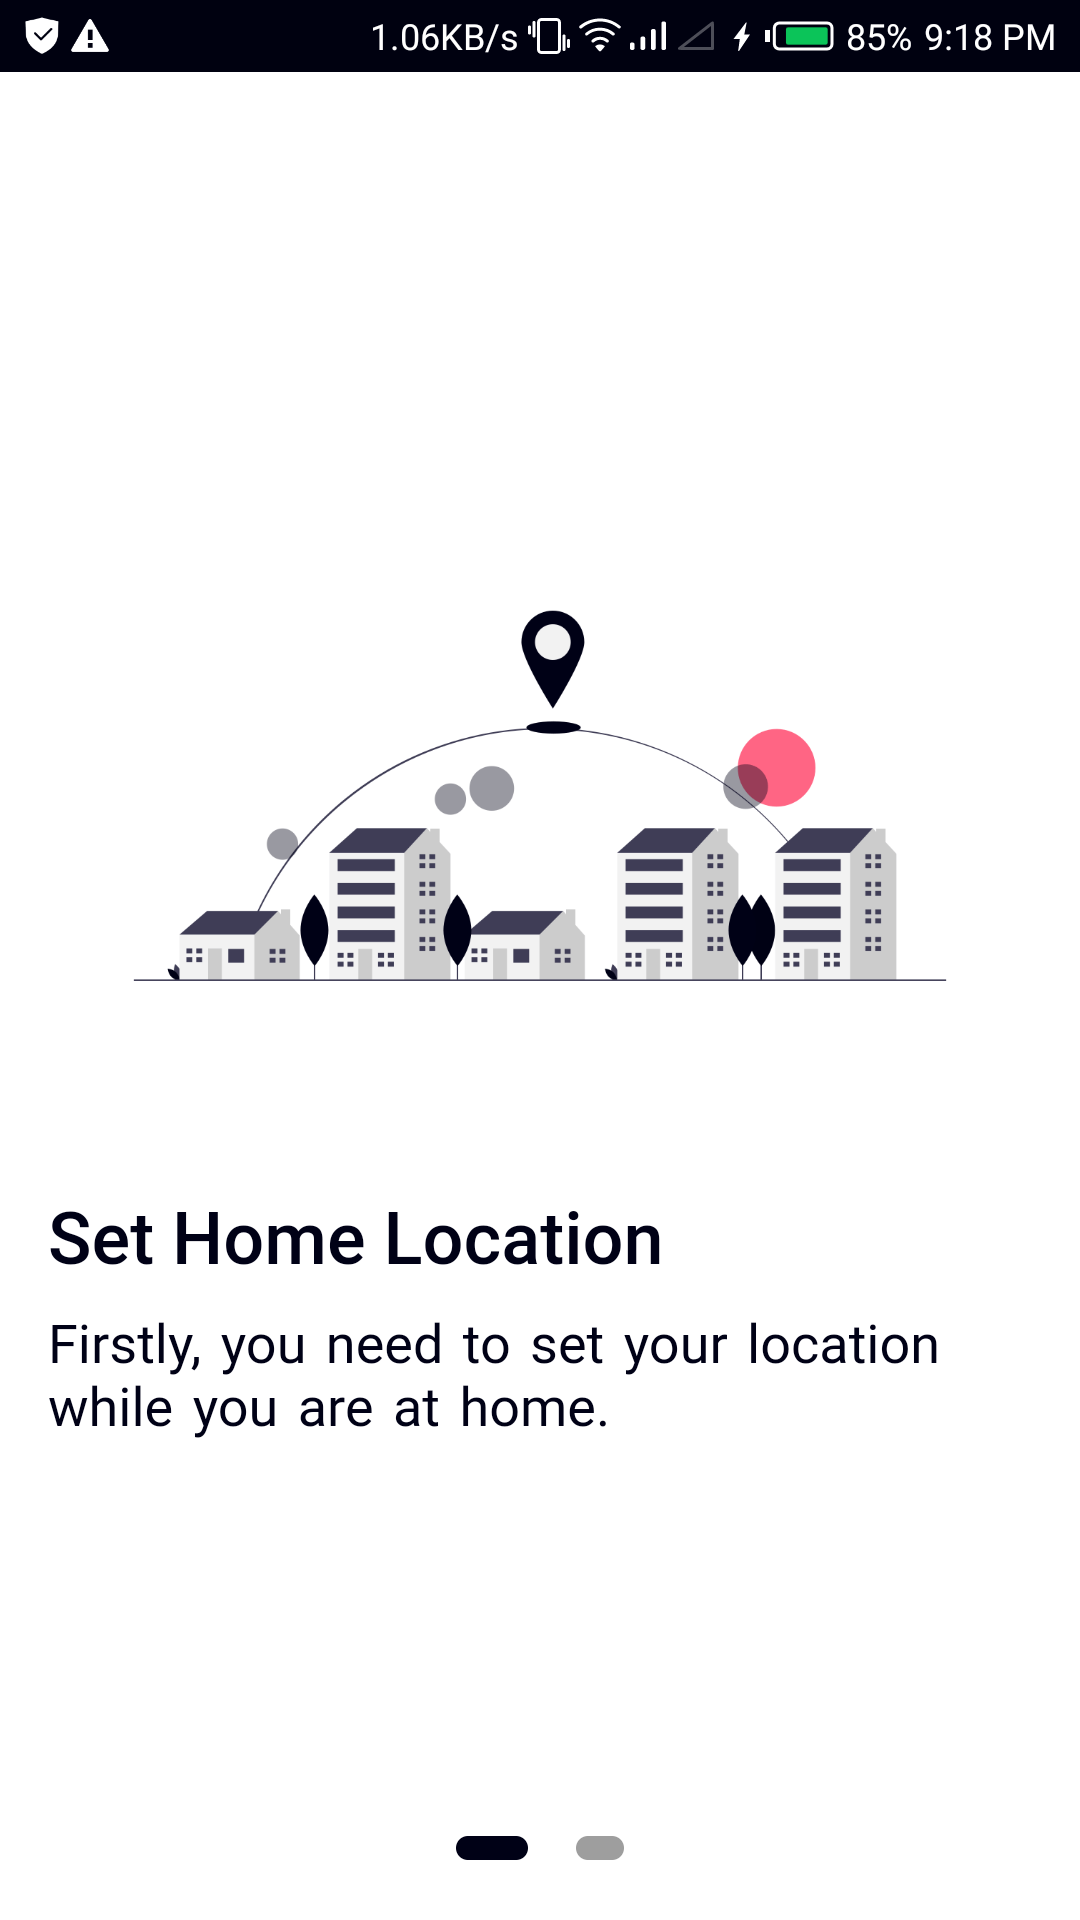 1.06KB/s 85% 9:18 PM
Set Home Location
Firstly, you need to set your location
while you are at home.